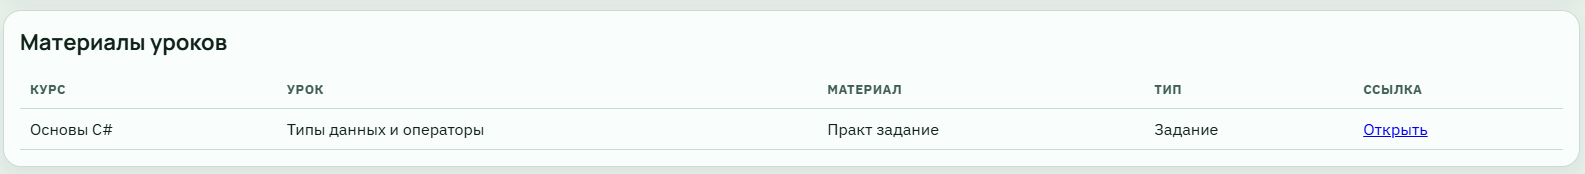 Материалы уроков
КУРС УРОК МАТЕРИАЛ ТИП ССЫЛКА
Основы C# Типы данных и операторы Практ задание Задание Открыть